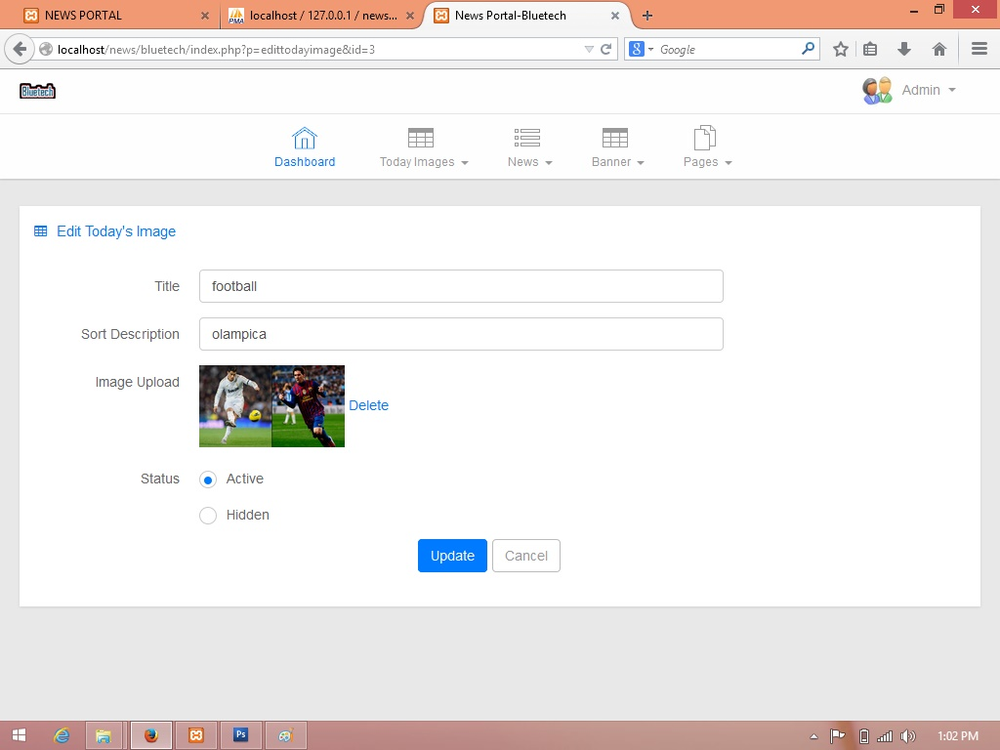 NEWS PORTAL
localhost / 127.0.0.1 / news...
News Portal-Bluetech
localhost/news/bluetech/index.php?p=edittodayimage&id=3
Google
Bluetech
Admin
Dashboard
Today Images
News
Banner
Pages
Edit Today's Image
Title
football
Sort Description
olampica
Image Upload
Delete
Status
Active
Hidden
Update
Cancel
1:02 PM